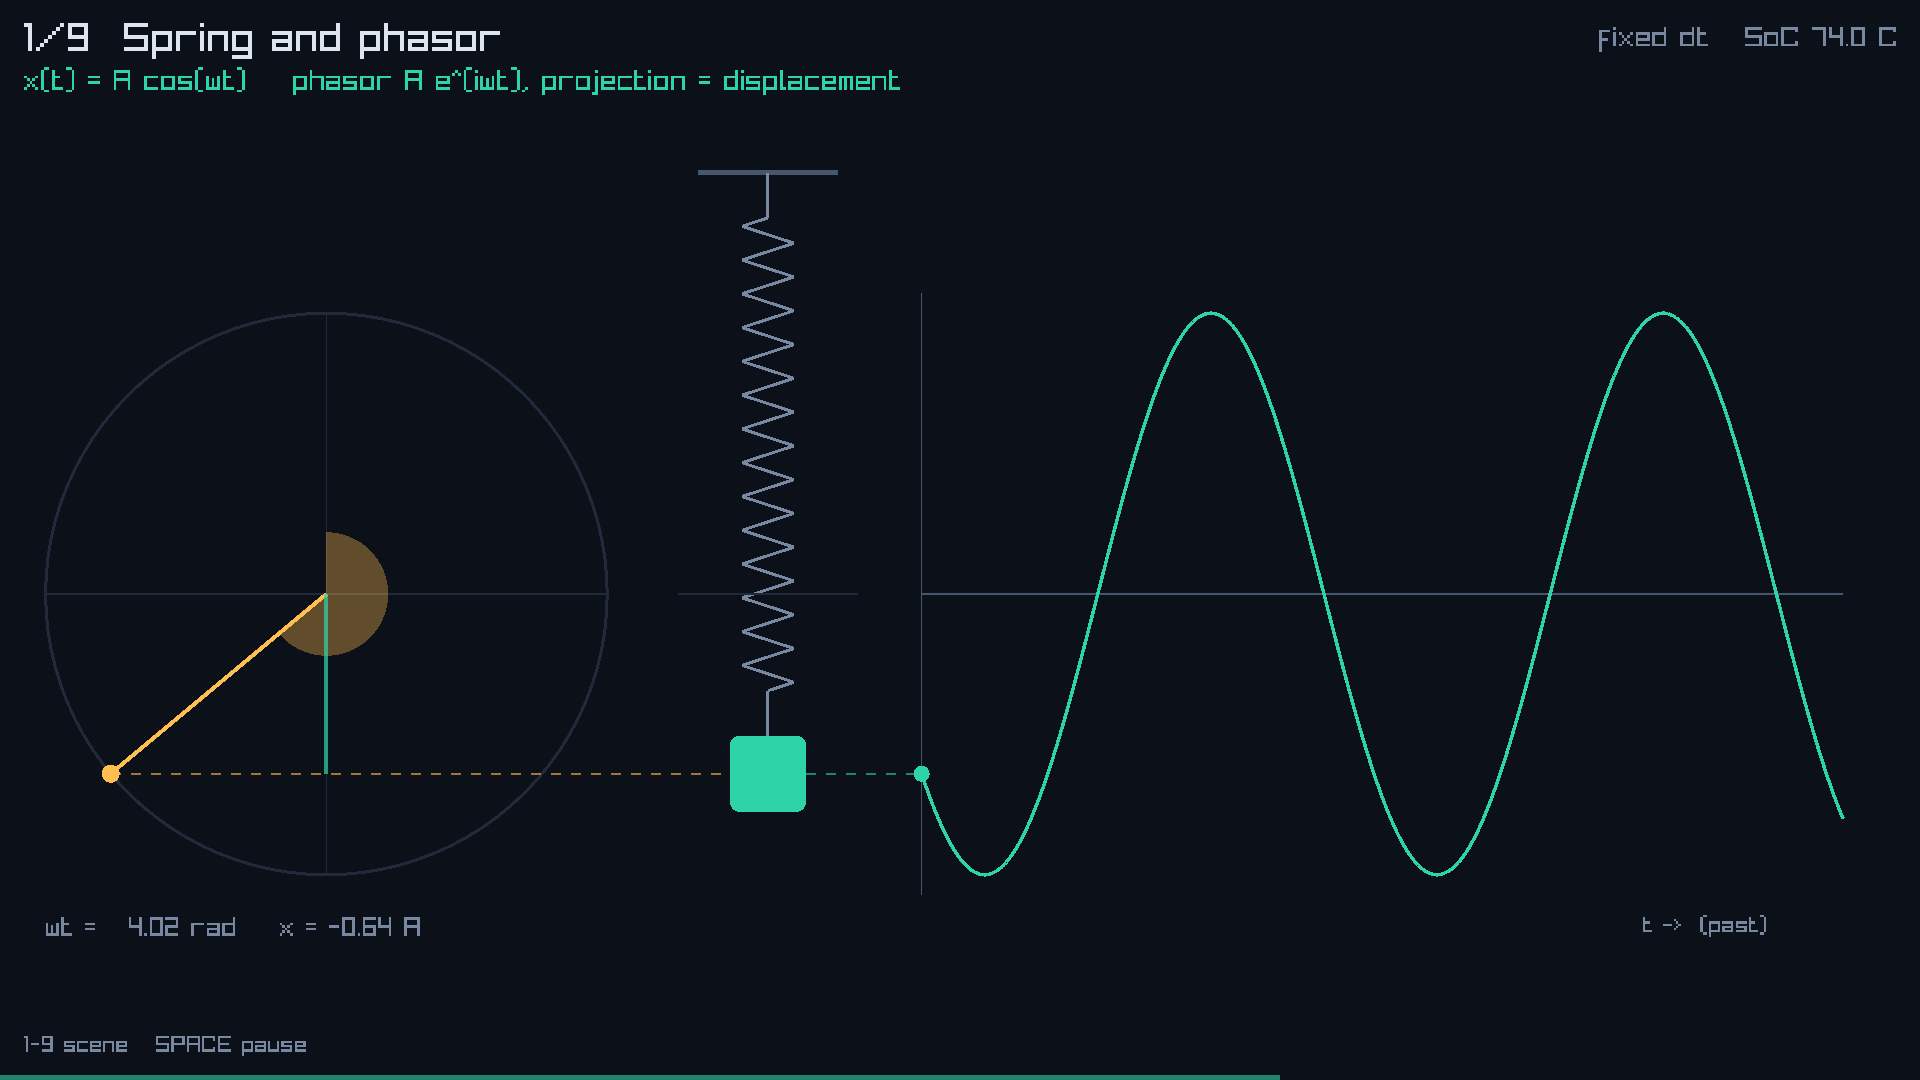 1/9 Spring and phasor
Fixed dt SoC 74.0 C
x(t) = A cos(wt) phasor A e^(iwt), projection = displacement
wt = 4.02 rad x = -0.64 A
t -> (past)
1-9 scene SPACE pause